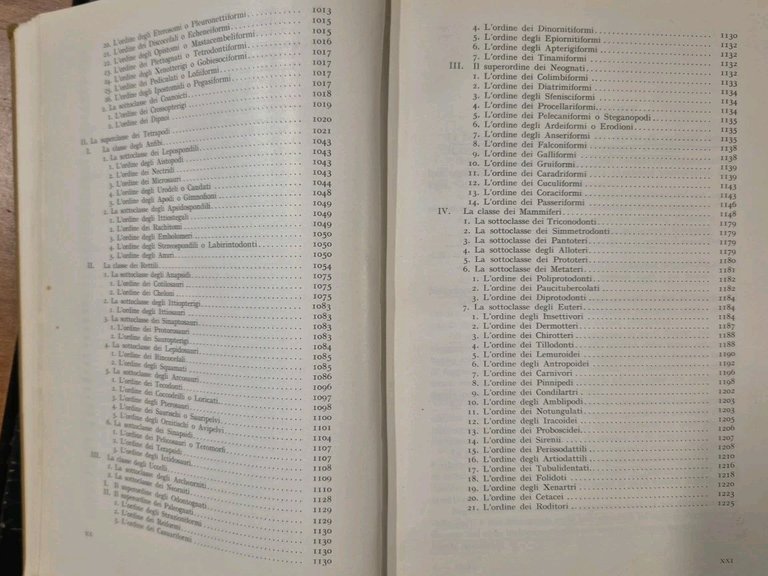 20. L'ordine degli Eterosomi o Pleuronettiformi 1013
21. L'ordine dei Discocefali o Echeneiformi 1015
22. L'ordine degli Opistomi o Mastacembeliformi 1015
23. L'ordine dei Plettognati o Tetrodontiformi 1016
24. L'ordine degli Xenotterigi o Gobiesociformi 1017
25. L'ordine dei Pediculati o Lofiiformi 1017
26. L'ordine degli Ipostomidi o Pegasiformi 1017
2. La sottoclasse dei Coanoitti 1017
1. L'ordine dei Crossopterigi 1018
2. L'ordine dei Dipnoi 1019
II. La superclasse dei Tetrapodi 1020
I. La classe degli Anfibi 1021
1. La sottoclasse dei Lepospondili 1043
1. L'ordine degli Aistopodi 1043
2. L'ordine dei Nectridi 1043
3. L'ordine dei Microsauri 1043
4. L'ordine degli Urodeli o Caudati 1044
5. L'ordine degli Apodi o Gimnofioni 1048
2. La sottoclasse degli Apsidospondili 1049
1. L'ordine degli Ittiostegali 1049
2. L'ordine dei Rachitomi 1049
3. L'ordine degli Embolomeri 1050
4. L'ordine degli Stereospondili o Labirintodonti 1050
5. L'ordine degli Anuri 1050
II. La classe dei Rettili 1054
1. La sottoclasse degli Anapsidi 1075
1. L'ordine dei Cotilosauri 1075
2. L'ordine dei Cheloni 1075
2. La sottoclasse degli Ittiopterigi 1083
1. L'ordine degli Ittiosauri 1083
3. La sottoclasse dei Sinaptosauri 1083
1. L'ordine dei Protorosauri 1083
2. L'ordine dei Sauropterigi 1084
4. La sottoclasse dei Lepidosauri 1085
1. L'ordine dei Rincocefali 1085
2. L'ordine degli Squamati 1086
5. La sottoclasse degli Arcosauri 1096
1. L'ordine dei Tecodonti 1097
2. L'ordine dei Coccodrilli o Loricati 1098
3. L'ordine degli Pterosauri 1100
4. L'ordine dei Saurischi o Sauropelvi 1101
5. L'ordine degli Ornitischi o Avipelvi 1104
6. La sottoclasse dei Sinapsidi 1107
1. L'ordine dei Pelicosauri o Teromorfi 1107
2. L'ordine dei Terapsidi 1108
3. L'ordine degli Ictidosauri 1109
III. La classe degli Uccelli 1110
1. La sottoclasse degli Archeorniti 1128
2. La sottoclasse dei Neorniti 1129
I. Il superordine degli Odontognati 1129
II. Il superordine dei Paleognati 1130
1. L'ordine degli Struzioniformi 1130
2. L'ordine dei Reiformi 1130
3. L'ordine dei Casuariformi 1130
XX
4. L'ordine dei Dinornitiformi 1130
5. L'ordine degli Epiornitiformi 1132
6. L'ordine degli Apterigiformi 1132
7. L'ordine dei Tinamiformi 1132
III. Il superordine dei Neognati 1132
1. L'ordine dei Colimbiformi 1134
2. L'ordine dei Diatrimiformi 1134
3. L'ordine degli Sfenisciformi 1134
4. L'ordine dei Procellariformi 1134
5. L'ordine dei Pelecaniformi o Steganopodi 1135
6. L'ordine degli Ardeiformi o Erodioni 1135
7. L'ordine degli Anseriformi 1135
8. L'ordine dei Falconiformi 1138
9. L'ordine dei Galliformi 1138
10. L'ordine dei Gruiformi 1139
11. L'ordine dei Caradriformi 1139
12. L'ordine dei Cuculiformi 1143
13. L'ordine dei Coraciformi 1143
14. L'ordine dei Passeriformi 1146
IV. La classe dei Mammiferi 1148
1. La sottoclasse dei Triconodonti 1179
2. La sottoclasse dei Simmetrodonti 1179
3. La sottoclasse dei Pantoteri 1179
4. La sottoclasse degli Alloteri 1179
5. La sottoclasse dei Prototeri 1180
6. La sottoclasse dei Metateri 1181
1. L'ordine dei Poliprotodonti 1182
2. L'ordine dei Paucitubercolati 1182
3. L'ordine dei Diprotodonti 1184
7. La sottoclasse degli Euteri 1184
1. L'ordine degli Insettivori 1184
2. L'ordine dei Dermotteri 1187
3. L'ordine dei Chirotteri 1188
4. L'ordine dei Tillodonti 1188
5. L'ordine dei Lemuroidei 1190
6. L'ordine degli Antropoidei 1192
7. L'ordine dei Carnivori 1195
8. L'ordine dei Pinnipedi 1198
9. L'ordine dei Condilartri 1202
10. L'ordine degli Amblipodi 1203
11. L'ordine dei Notungulati 1203
12. L'ordine degli Iracoidei 1205
13. L'ordine dei Proboscidei 1206
14. L'ordine dei Sirenii 1207
15. L'ordine dei Perissodattili 1208
16. L'ordine degli Artiodattili 1210
17. L'ordine dei Tubulidentati 1216
18. L'ordine dei Folidoti 1218
19. L'ordine degli Xenartri 1220
20. L'ordine dei Cetacei 1223
21. L'ordine dei Roditori 1225
XXI